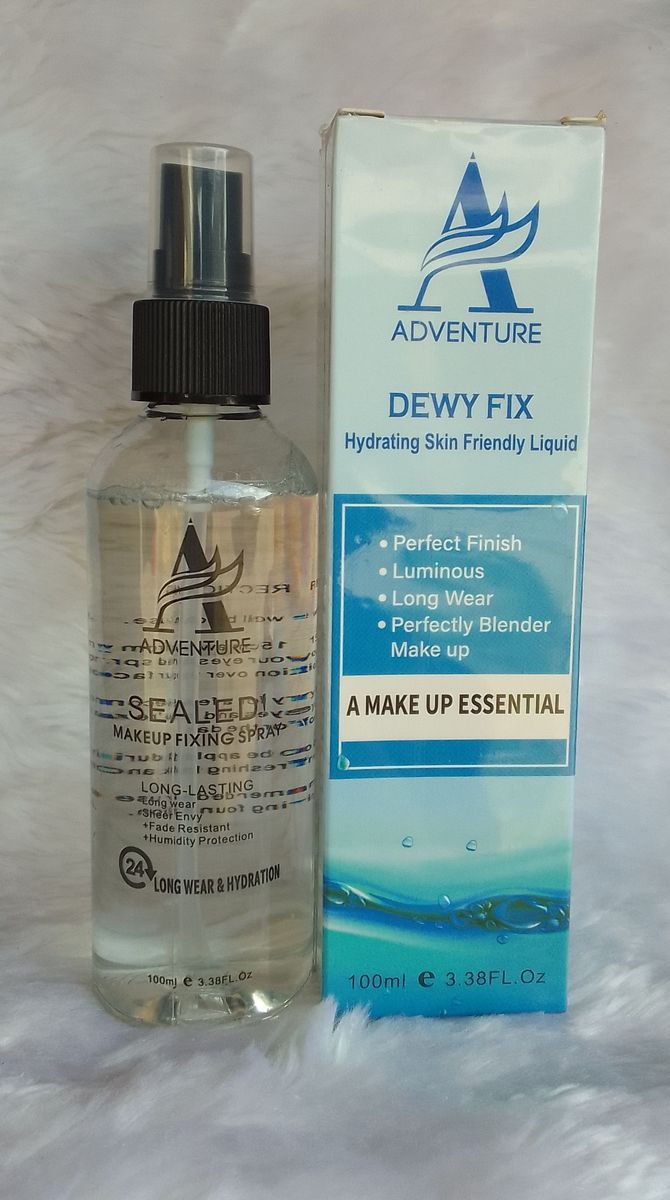 ADVENTURE
SEALED!
MAKEUP FIXING SPRAY
LONG-LASTING
Long wear
Sheer Envy
+Fade Resistant
+Humidity Protection
24
LONG WEAR & HYDRATION
100ml e 3.38FL.Oz
ADVENTURE
DEWY FIX
Hydrating Skin Friendly Liquid
• Perfect Finish
• Luminous
• Long Wear
• Perfectly Blender
Make up
A MAKE UP ESSENTIAL
100ml e 3.38FL.Oz